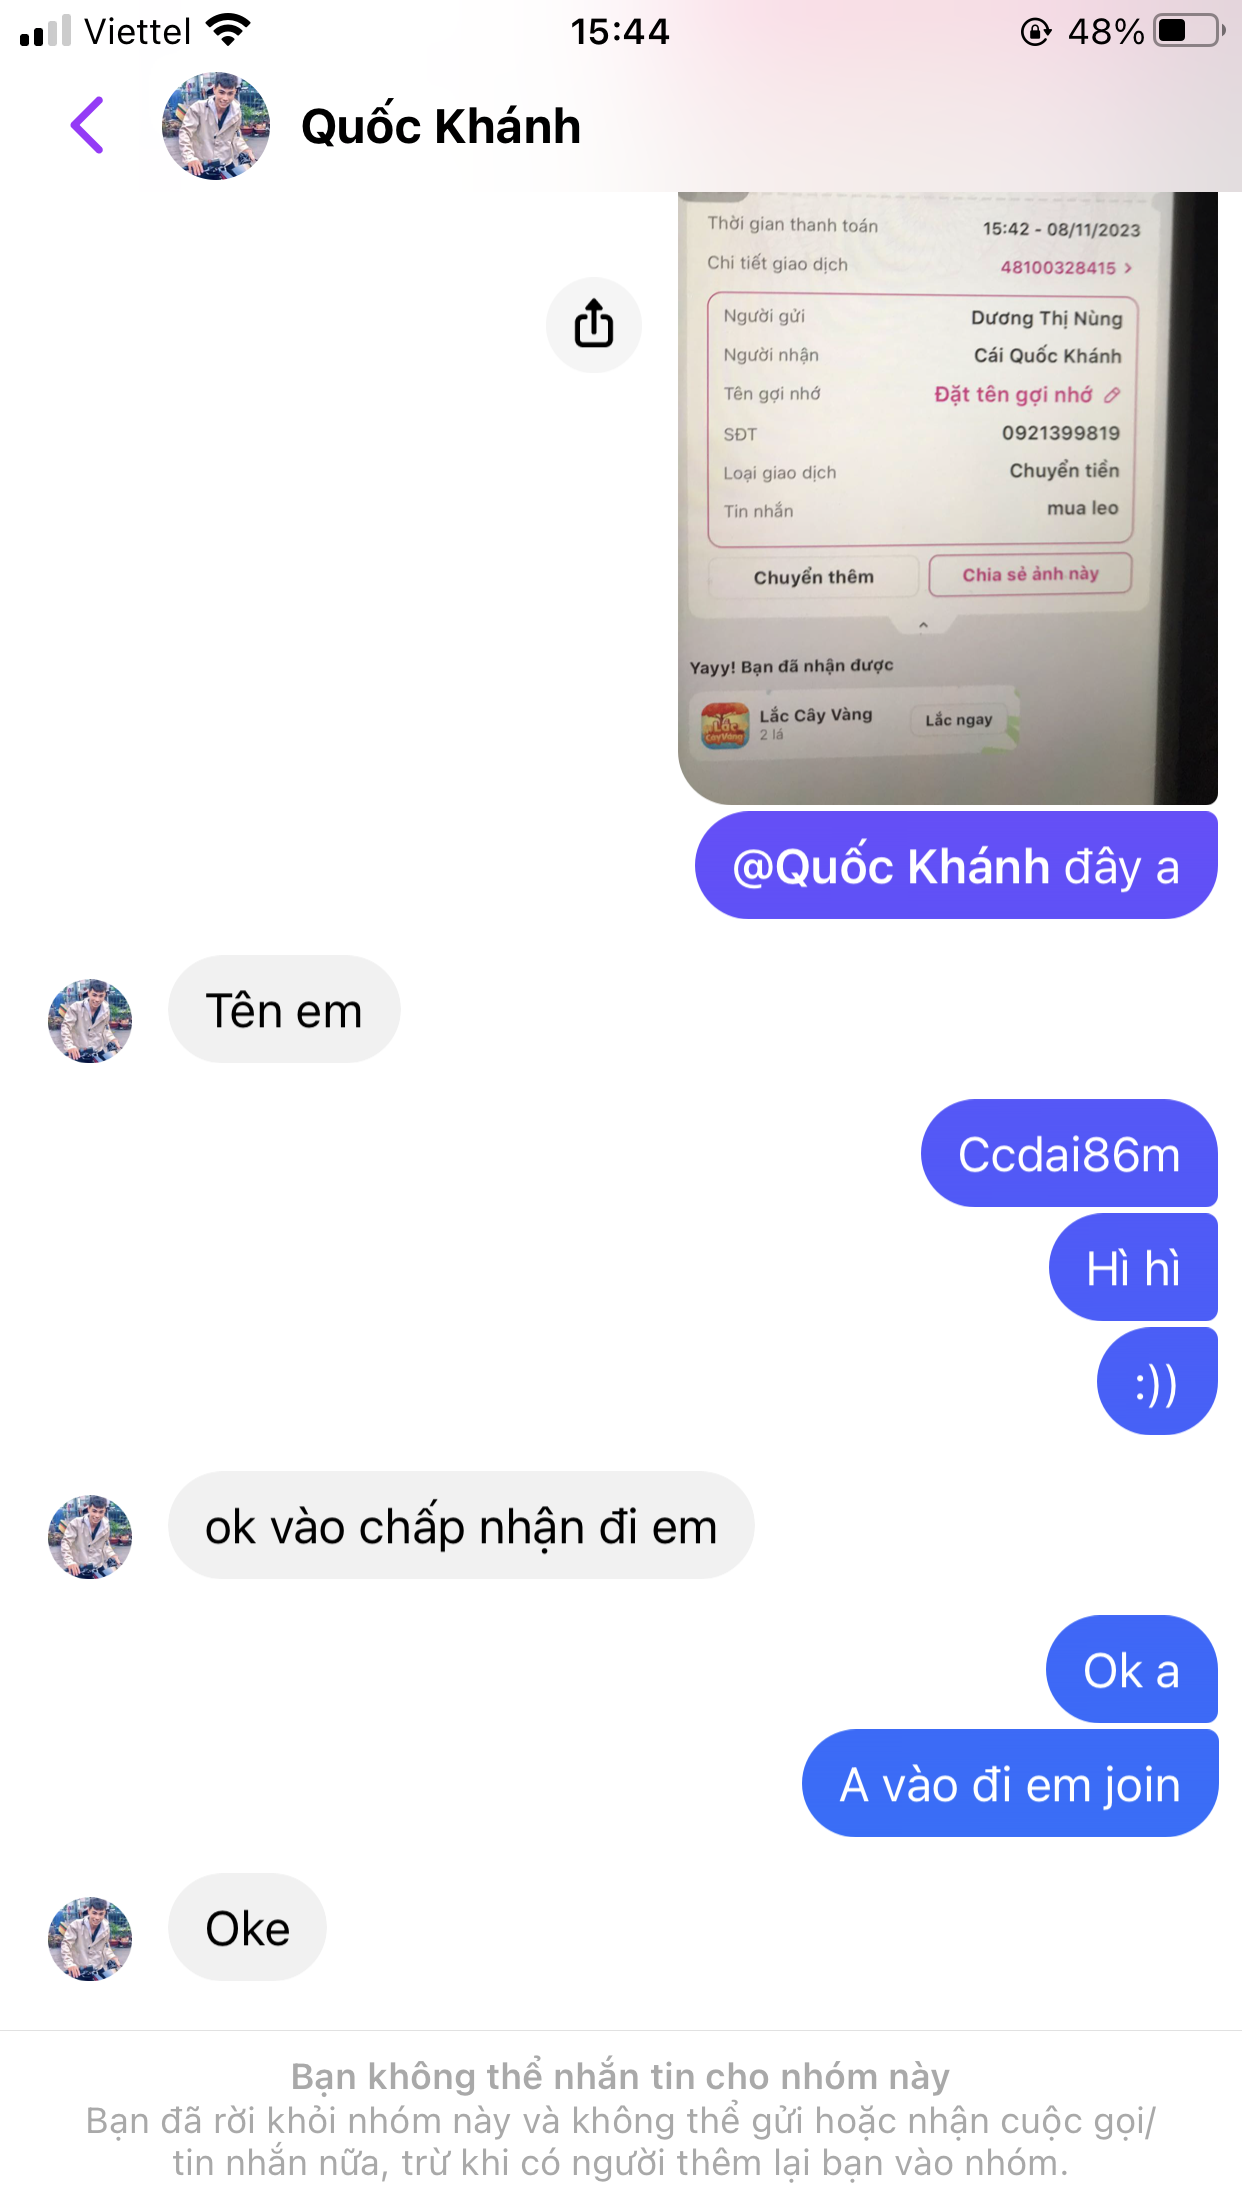 Viettel 15:44 48%
Quốc Khánh
Thời gian thanh toán 15:42 - 08/11/2023
Chi tiết giao dịch 48100328415 >
Người gửi Dương Thị Nùng
Người nhận Cái Quốc Khánh
Tên gợi nhớ Đặt tên gợi nhớ
SĐT 0921399819
Loại giao dịch Chuyển tiền
Tin nhắn mua leo
Chuyển thêm Chia sẻ ảnh này
Yayy! Bạn đã nhận được
Lắc Cây Vàng
2 lá
Lắc ngay
Lắc
Cây Vàng
@Quốc Khánh đây a
Tên em
Ccdai86m
Hì hì
:))
ok vào chấp nhận đi em
Ok a
A vào đi em join
Oke
Bạn không thể nhắn tin cho nhóm này
Bạn đã rời khỏi nhóm này và không thể gửi hoặc nhận cuộc gọi/
tin nhắn nữa, trừ khi có người thêm lại bạn vào nhóm.